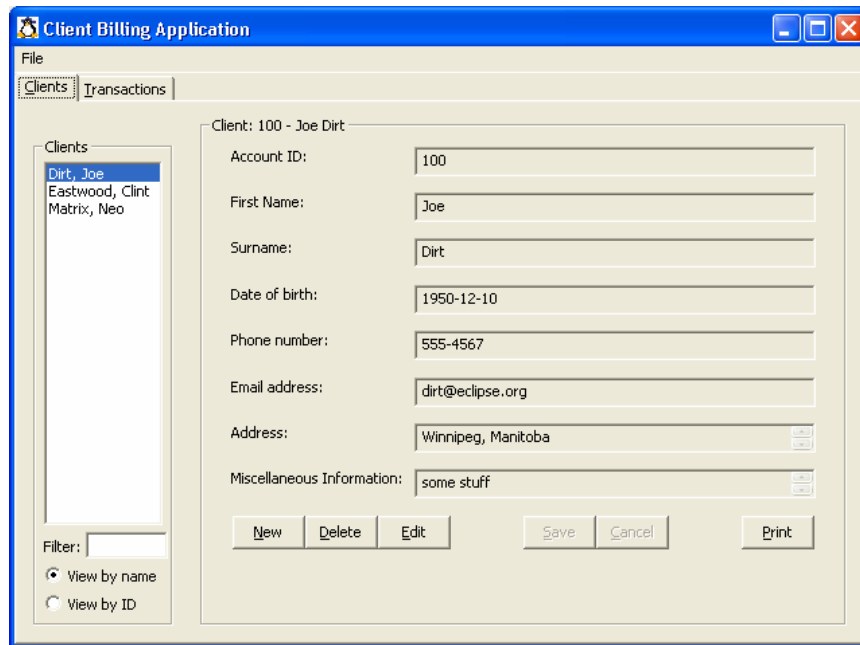 Client Billing Application
File
Clients Transactions
Clients
Dirt, Joe
Eastwood, Clint
Matrix, Neo
Filter:
View by name
View by ID
Client: 100 - Joe Dirt
Account ID: 100
First Name: Joe
Surname: Dirt
Date of birth: 1950-12-10
Phone number: 555-4567
Email address: dirt@eclipse.org
Address: Winnipeg, Manitoba
Miscellaneous Information: some stuff
New Delete Edit Save Cancel Print